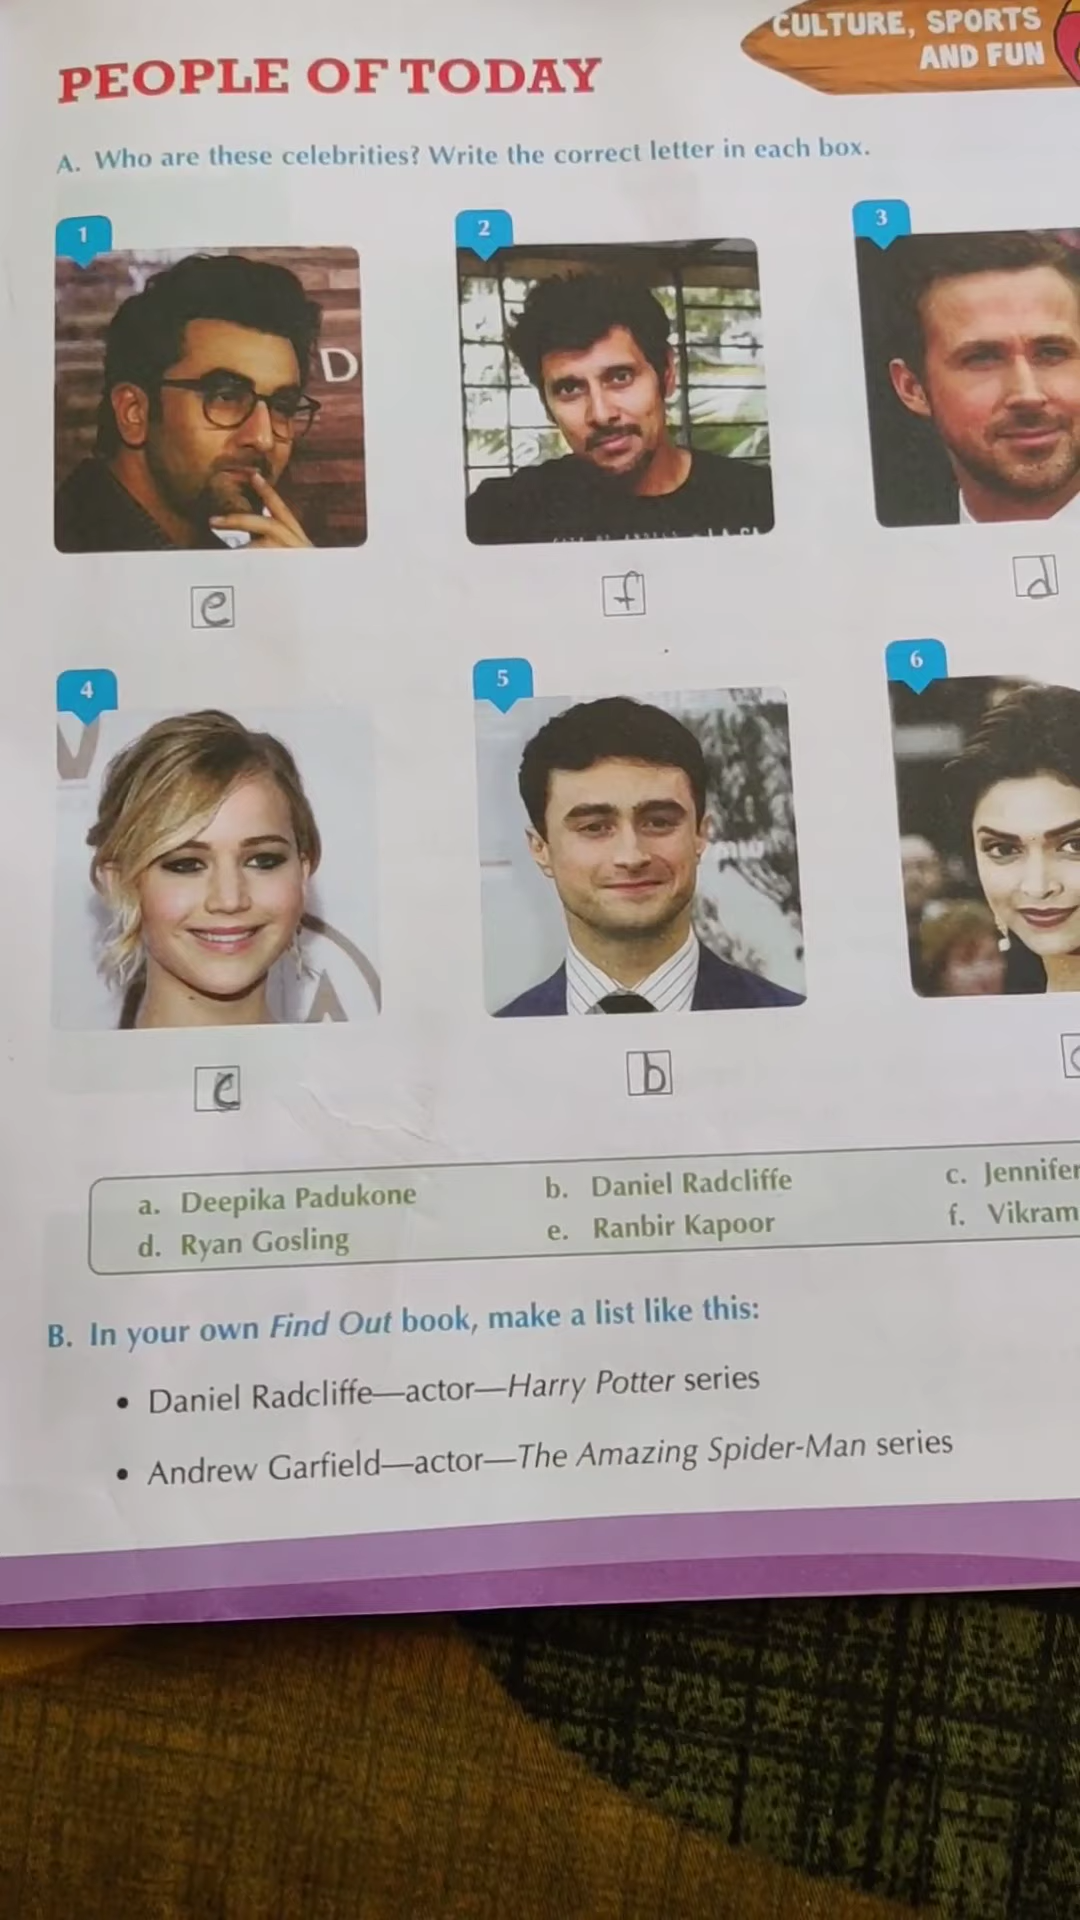 CULTURE, SPORTS
AND FUN
PEOPLE OF TODAY
A. Who are these celebrities? Write the correct letter in each box.
1
2
3
D
e
f
d
4
5
6
c
b
a. Deepika Padukone
b. Daniel Radcliffe
c. Jennifer
d. Ryan Gosling
e. Ranbir Kapoor
f. Vikram
B. In your own Find Out book, make a list like this:
• Daniel Radcliffe—actor—Harry Potter series
• Andrew Garfield—actor—The Amazing Spider-Man series